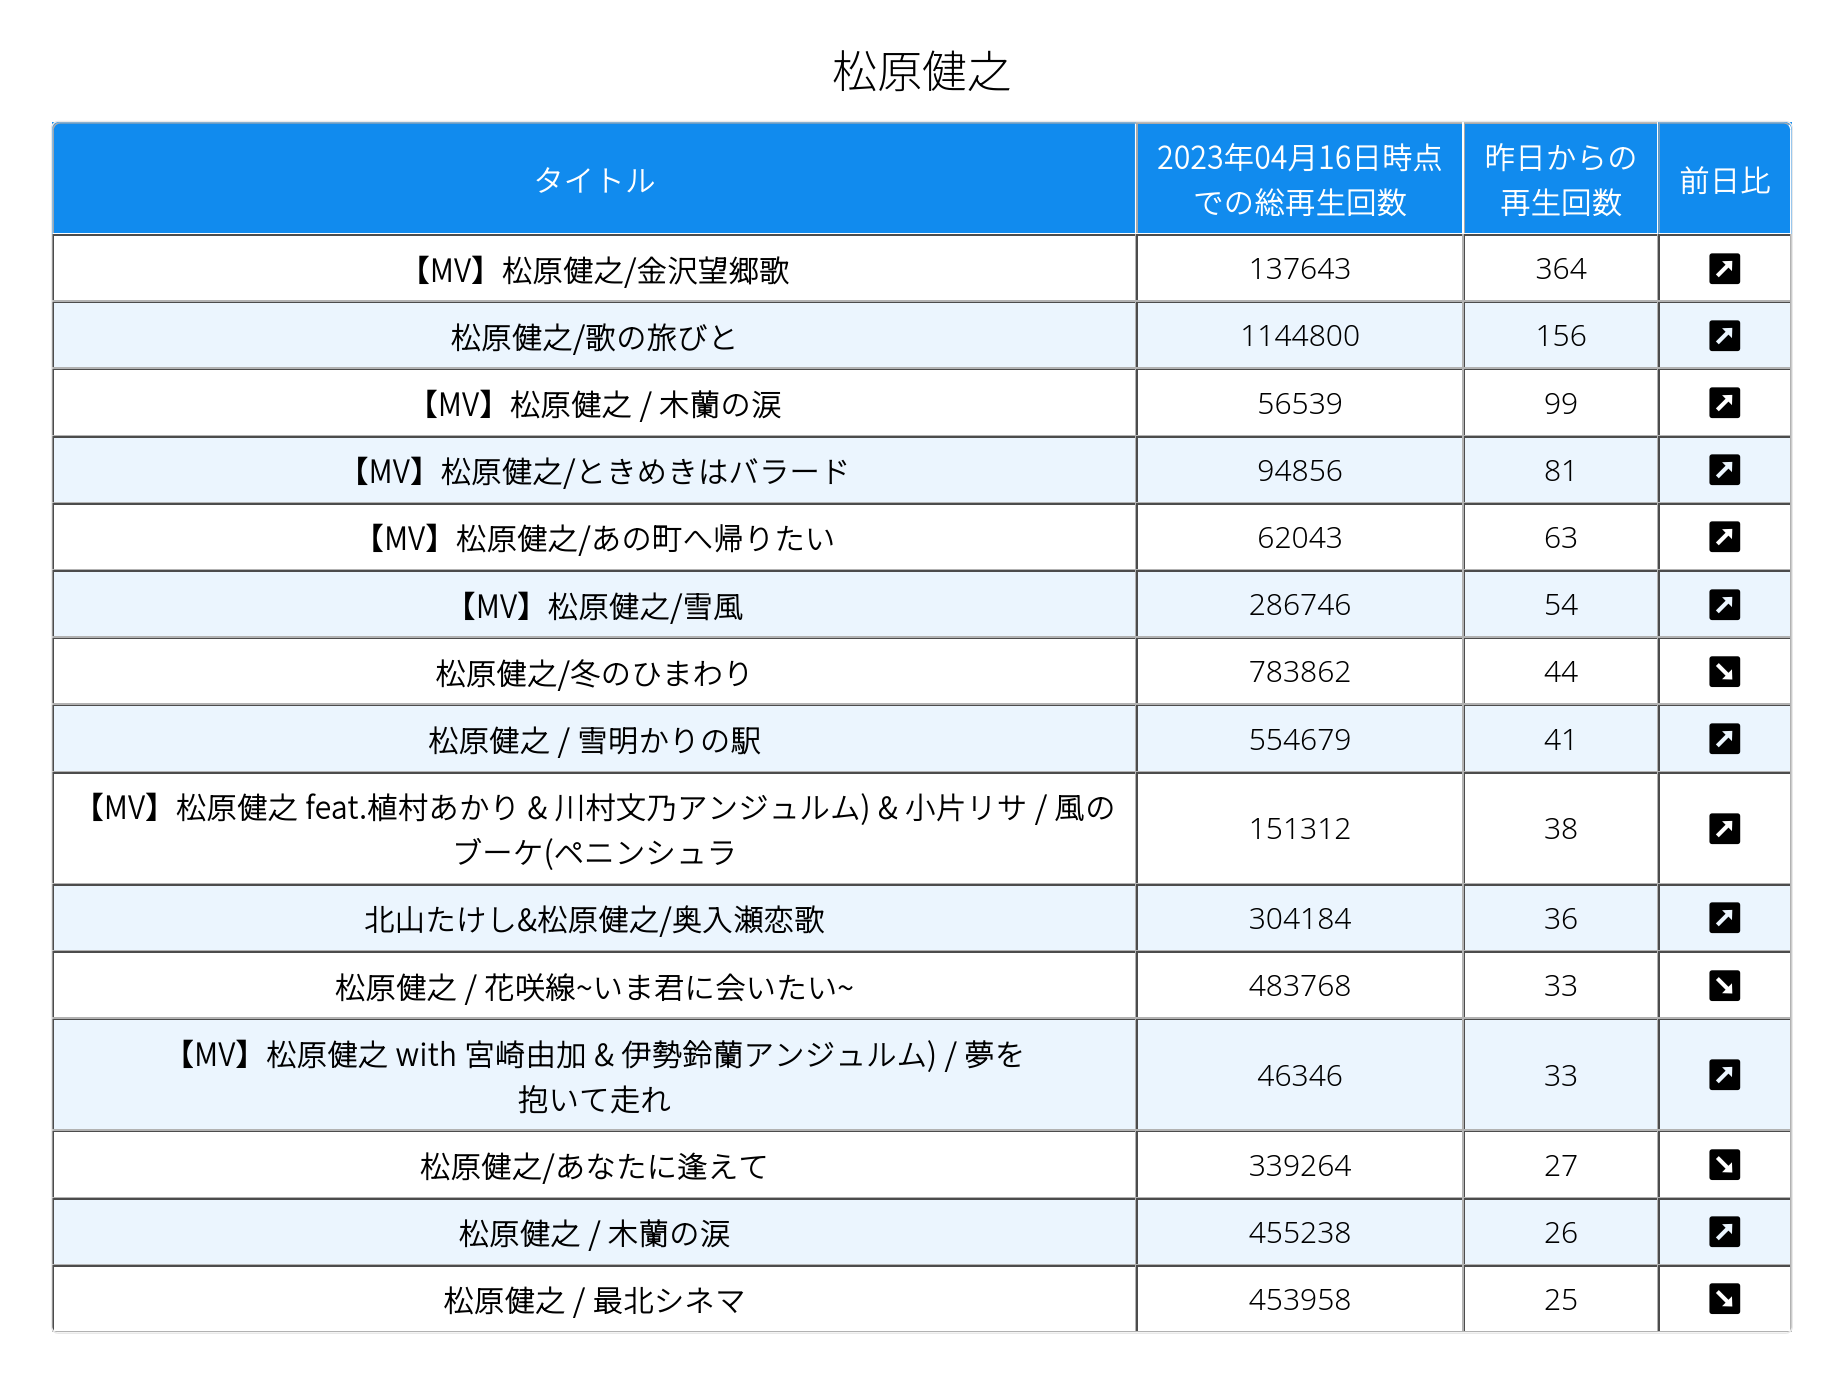 松原健之
タイトル
2023年04月16日時点
での総再生回数
昨日からの
再生回数
前日比
【MV】松原健之/金沢望郷歌 137643 364
松原健之/歌の旅びと 1144800 156
【MV】松原健之 / 木蘭の涙 56539 99
【MV】松原健之/ときめきはバラード 94856 81
【MV】松原健之/あの町へ帰りたい 62043 63
【MV】松原健之/雪風 286746 54
松原健之/冬のひまわり 783862 44
松原健之 / 雪明かりの駅 554679 41
【MV】松原健之 feat.植村あかり & 川村文乃アンジュルム) & 小片リサ / 風の
ブーケ(ペニンシュラ 151312 38
北山たけし&松原健之/奥入瀬恋歌 304184 36
松原健之 / 花咲線~いま君に会いたい~ 483768 33
【MV】松原健之 with 宮崎由加 & 伊勢鈴蘭アンジュルム) / 夢を
抱いて走れ 46346 33
松原健之/あなたに逢えて 339264 27
松原健之 / 木蘭の涙 455238 26
松原健之 / 最北シネマ 453958 25